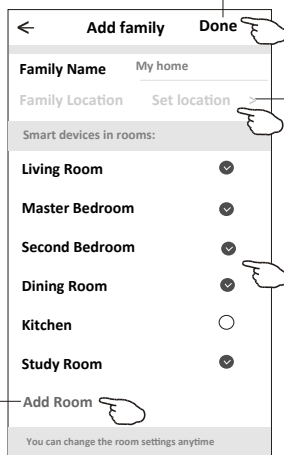 Add family Done
Family Name My home
Family Location Set location >
Smart devices in rooms:
Living Room
Master Bedroom
Second Bedroom
Dining Room
Kitchen
Study Room
Add Room
You can change the room settings anytime